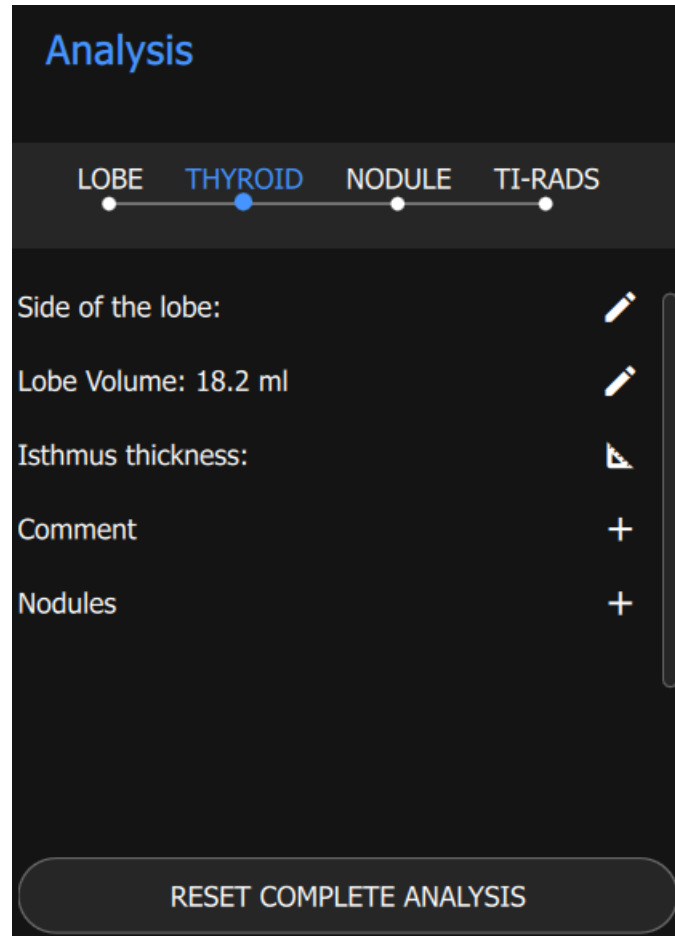 Analysis
LOBE THYROID NODULE TI-RADS
Side of the lobe:
Lobe Volume: 18.2 ml
Isthmus thickness:
Comment
Nodules
RESET COMPLETE ANALYSIS